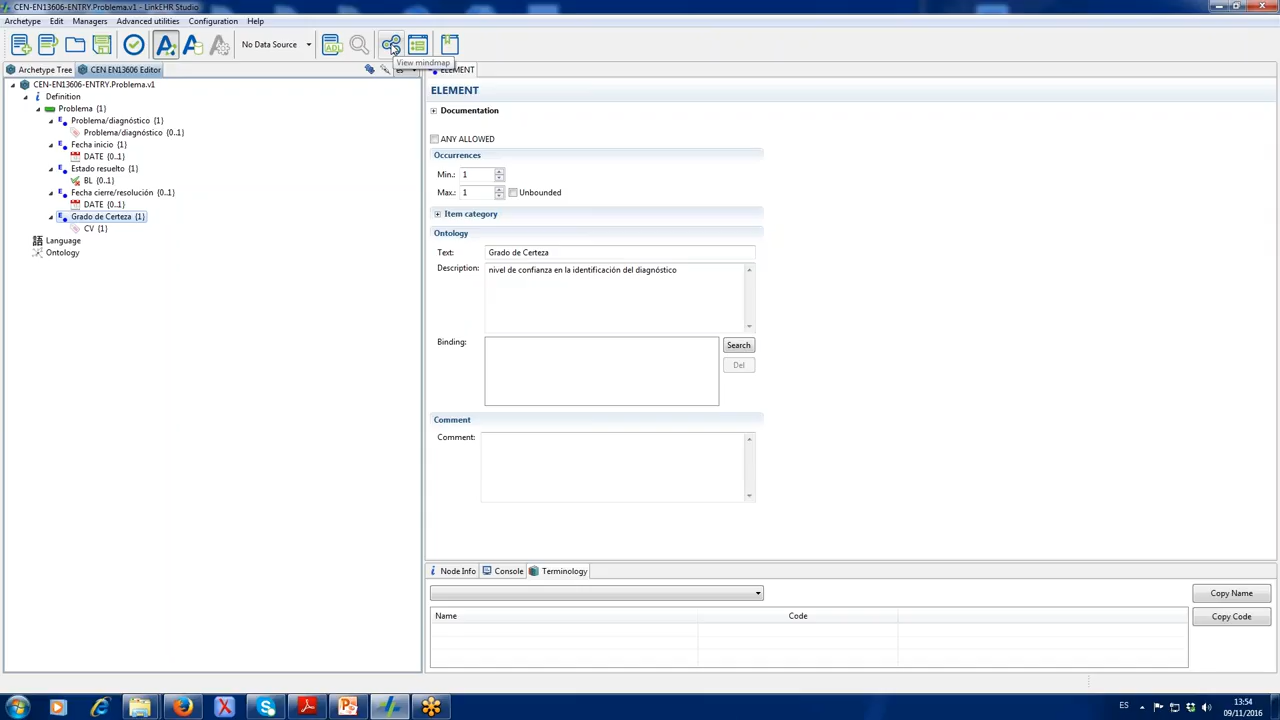 CEN-EN13606-ENTRY.Problema.v1 - LinkEHR Studio
Archetype Edit Managers Advanced utilities Configuration Help
No Data Source
View mindmap
Archetype Tree CEN EN13606 Editor
ELEMENT
CEN-EN13606-ENTRY.Problema.v1
Definition
Problema {1}
Problema/diagnóstico {1}
Problema/diagnóstico {0..1}
Fecha inicio {1}
DATE {0..1}
Estado resuelto {1}
BL {0..1}
Fecha cierre/resolución {0..1}
DATE {0..1}
Grado de Certeza {1}
CV {1}
Language
Ontology
ELEMENT
Documentation
ANY ALLOWED
Occurrences
Min.: 1
Max.: 1 Unbounded
Item category
Ontology
Text: Grado de Certeza
Description: nivel de confianza en la identificación del diagnóstico
Binding:
Search
Del
Comment
Comment:
Node Info Console Terminology
Copy Name
Name Code
Copy Code
ES
13:54
09/11/2016